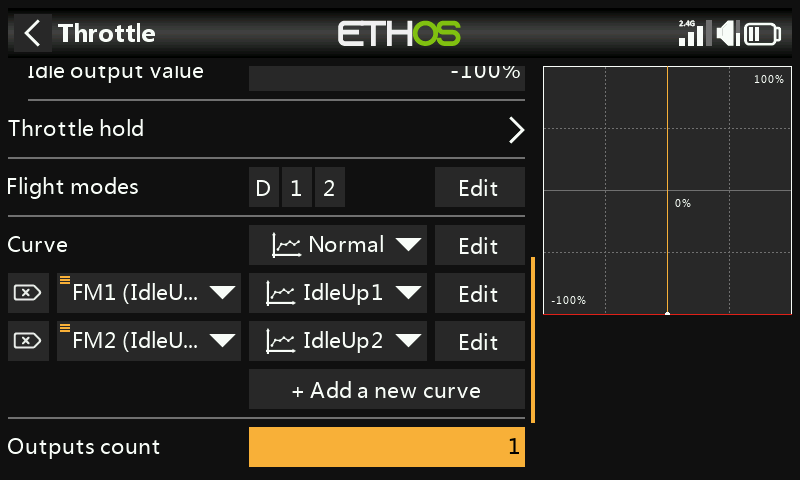 Throttle
ETHOS
2.4G
Idle output value
-100%
100%
Throttle hold
Flight modes
D 1 2
Edit
0%
Curve
Normal
Edit
FM1 (IdleU...
IdleUp1
Edit
-100%
FM2 (IdleU...
IdleUp2
Edit
+ Add a new curve
Outputs count
1